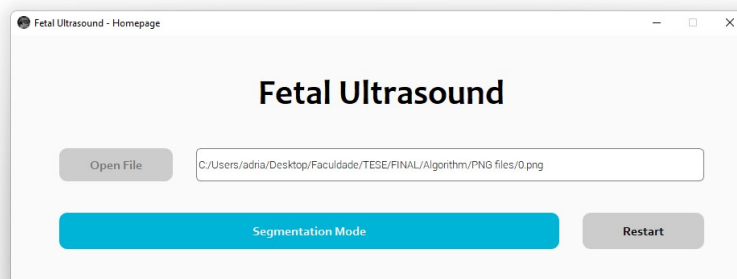 Fetal Ultrasound - Homepage
Fetal Ultrasound
Open File C:/Users/adria/Desktop/Faculdade/TESE/FINAL/Algorithm/PNG files/0.png
Segmentation Mode Restart